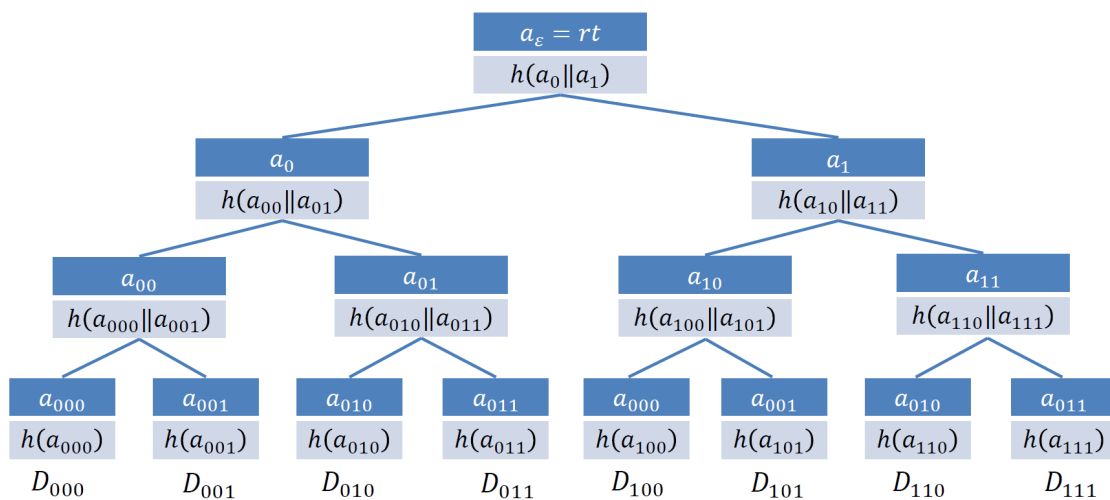 a_ε = rt
h(a_0||a_1)
a_0 a_1
h(a_00||a_01) h(a_10||a_11)
a_00 a_01 a_10 a_11
h(a_000||a_001) h(a_010||a_011) h(a_100||a_101) h(a_110||a_111)
a_000 a_001 a_010 a_011 a_000 a_001 a_010 a_011
h(a_000) h(a_001) h(a_010) h(a_011) h(a_100) h(a_101) h(a_110) h(a_111)
D_000 D_001 D_010 D_011 D_100 D_101 D_110 D_111